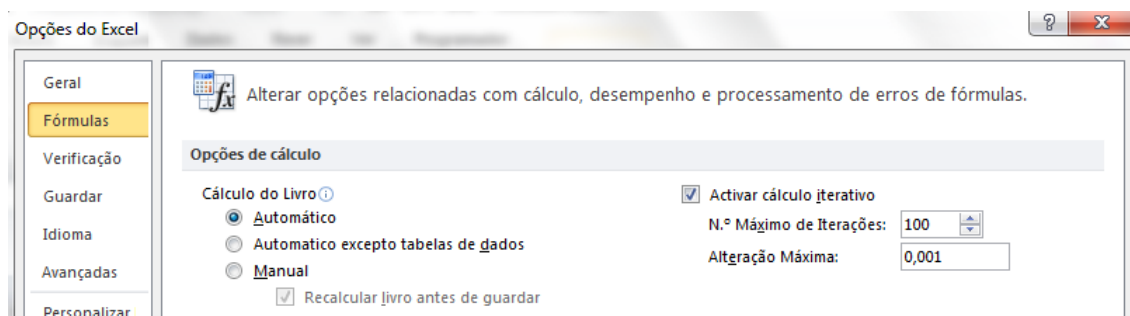 Opções do Excel
Geral
Fórmulas
Verificação
Guardar
Idioma
Avançadas
Personalizar
Alterar opções relacionadas com cálculo, desempenho e processamento de erros de fórmulas.
Opções de cálculo
Cálculo do Livro
Automático
Automatico excepto tabelas de dados
Manual
Recalcular livro antes de guardar
Activar cálculo iterativo
N.º Máximo de Iterações: 100
Alteração Máxima: 0,001